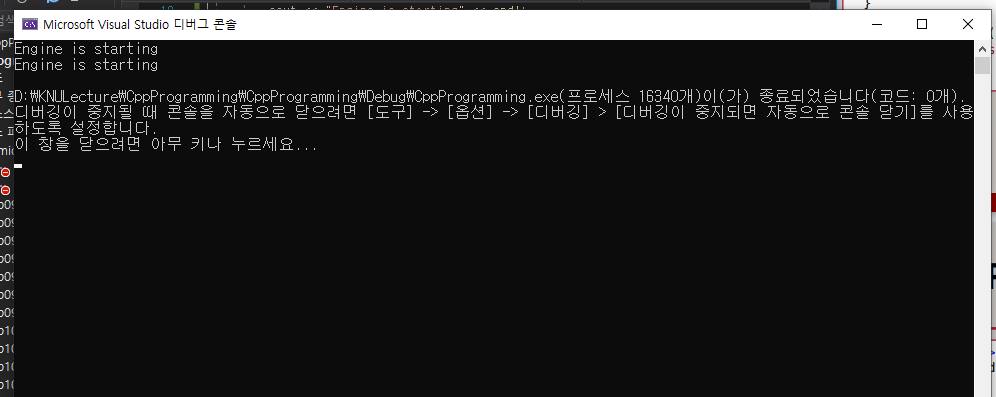 Microsoft Visual Studio 디버그 콘솔
Engine is starting
Engine is starting
D:\KNULecture\CppProgramming\CppProgramming\Debug\CppProgramming.exe(프로세스 16340개)이(가) 종료되었습니다(코드: 0개).
디버깅이 중지될 때 콘솔을 자동으로 닫으려면 [도구] -> [옵션] -> [디버깅] > [디버깅이 중지되면 자동으로 콘솔 닫기]를 사용
하도록 설정합니다.
이 창을 닫으려면 아무 키나 누르세요...